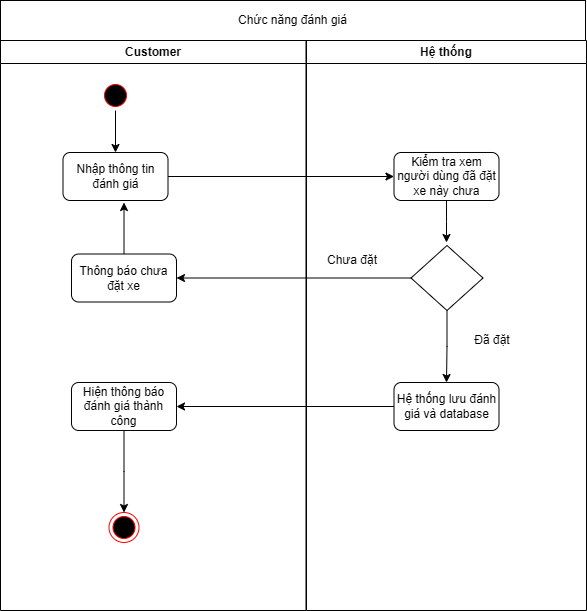 Chức năng đánh giá
Customer
Hệ thống
Nhập thông tin
đánh giá
Kiểm tra xem
người dùng đã đặt
xe này chưa
Chưa đặt
Thông báo chưa
đặt xe
Đã đặt
Hiện thông báo
đánh giá thành
công
Hệ thống lưu đánh
giá và database